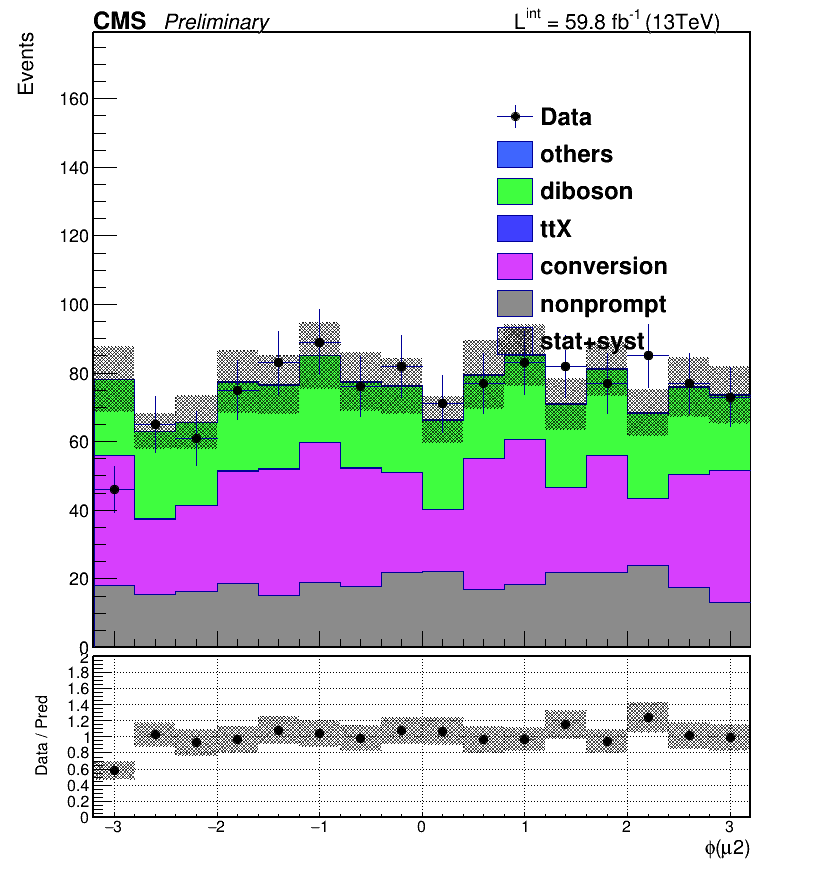 CMS Preliminary L^int = 59.8 fb^-1 (13TeV)
Events
160
140
120
100
80
60
40
20
0
Data
others
diboson
ttX
conversion
nonprompt
stat+syst
Data / Pred
2
1.8
1.6
1.4
1.2
1
0.8
0.6
0.4
0.2
0
−3 −2 −1 0 1 2 3
ϕ(μ2)